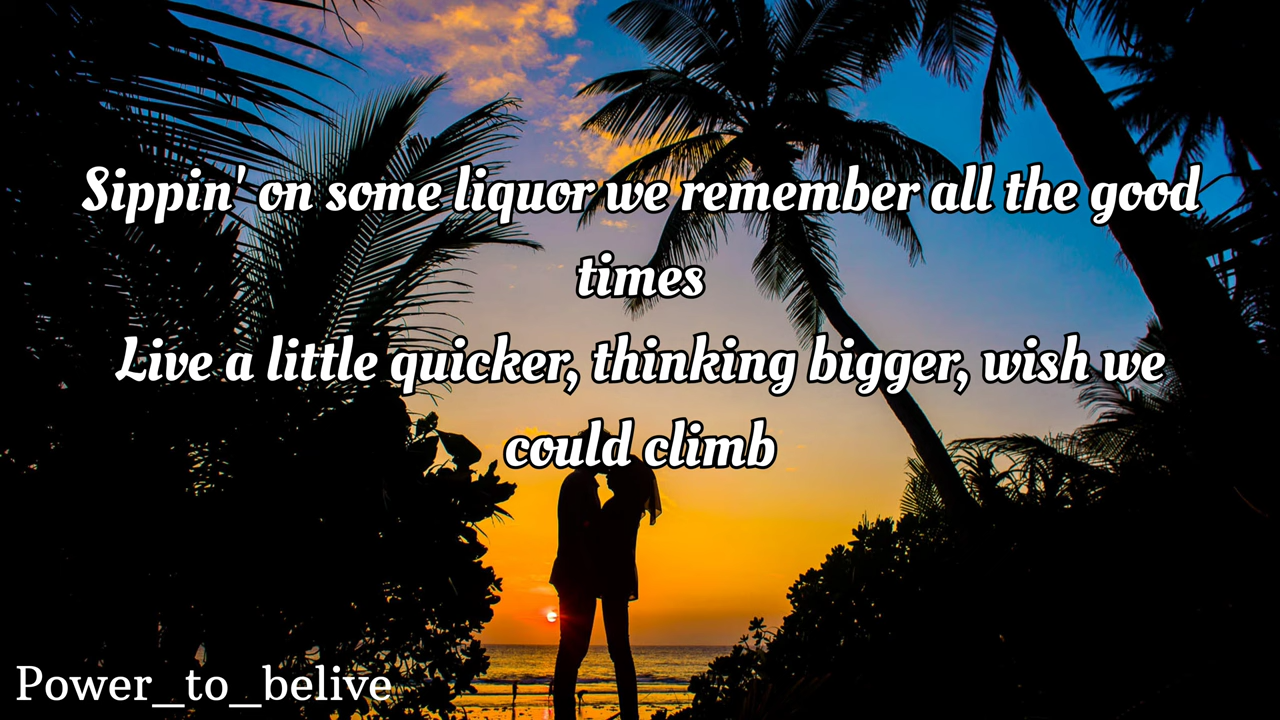 Sippin' on some liquor we remember all the good
times
Live a little quicker, thinking bigger, wish we
could climb
Power_to_belive